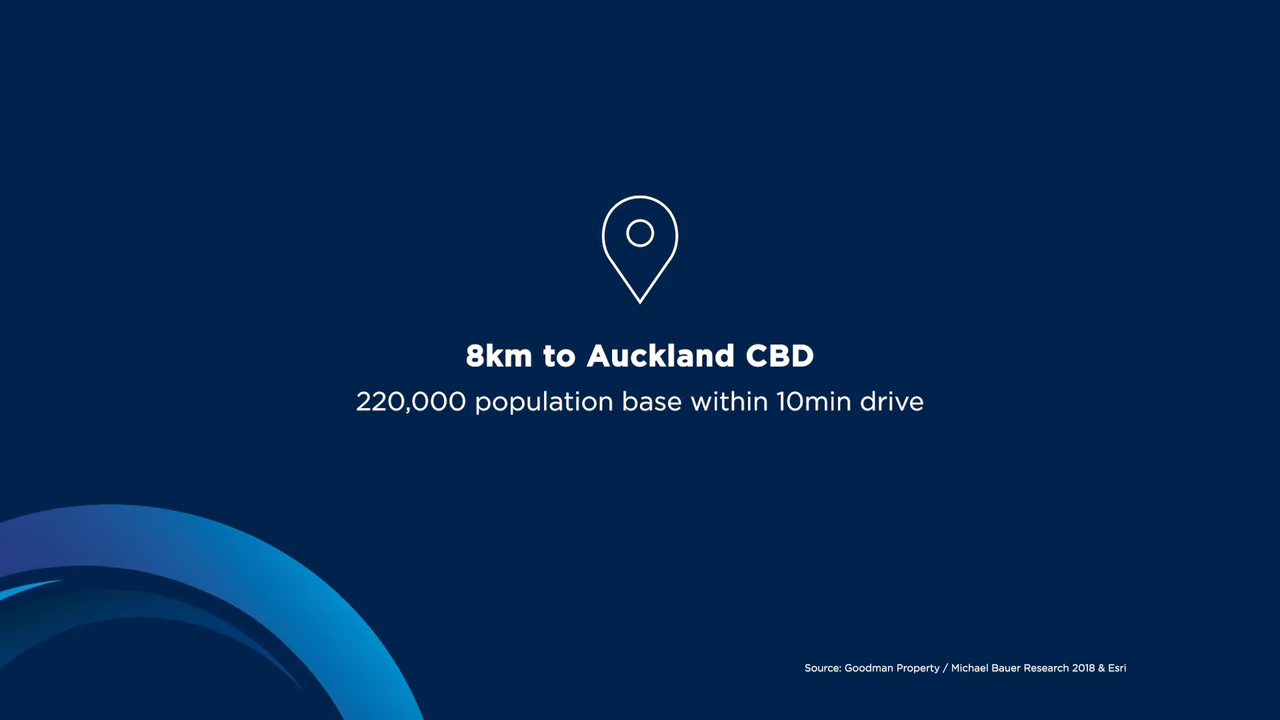 8km to Auckland CBD
220,000 population base within 10min drive
Source: Goodman Property / Michael Bauer Research 2018 & Esri